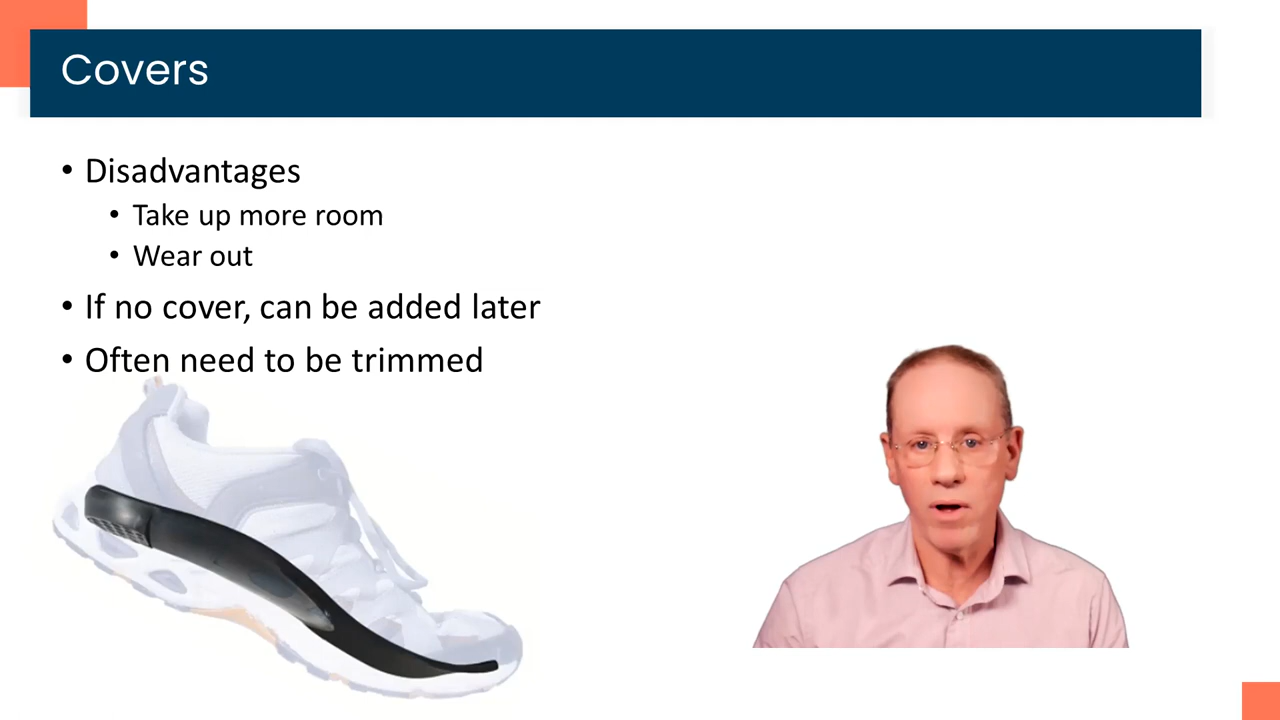 Covers
• Disadvantages
• Take up more room
• Wear out
• If no cover, can be added later
• Often need to be trimmed